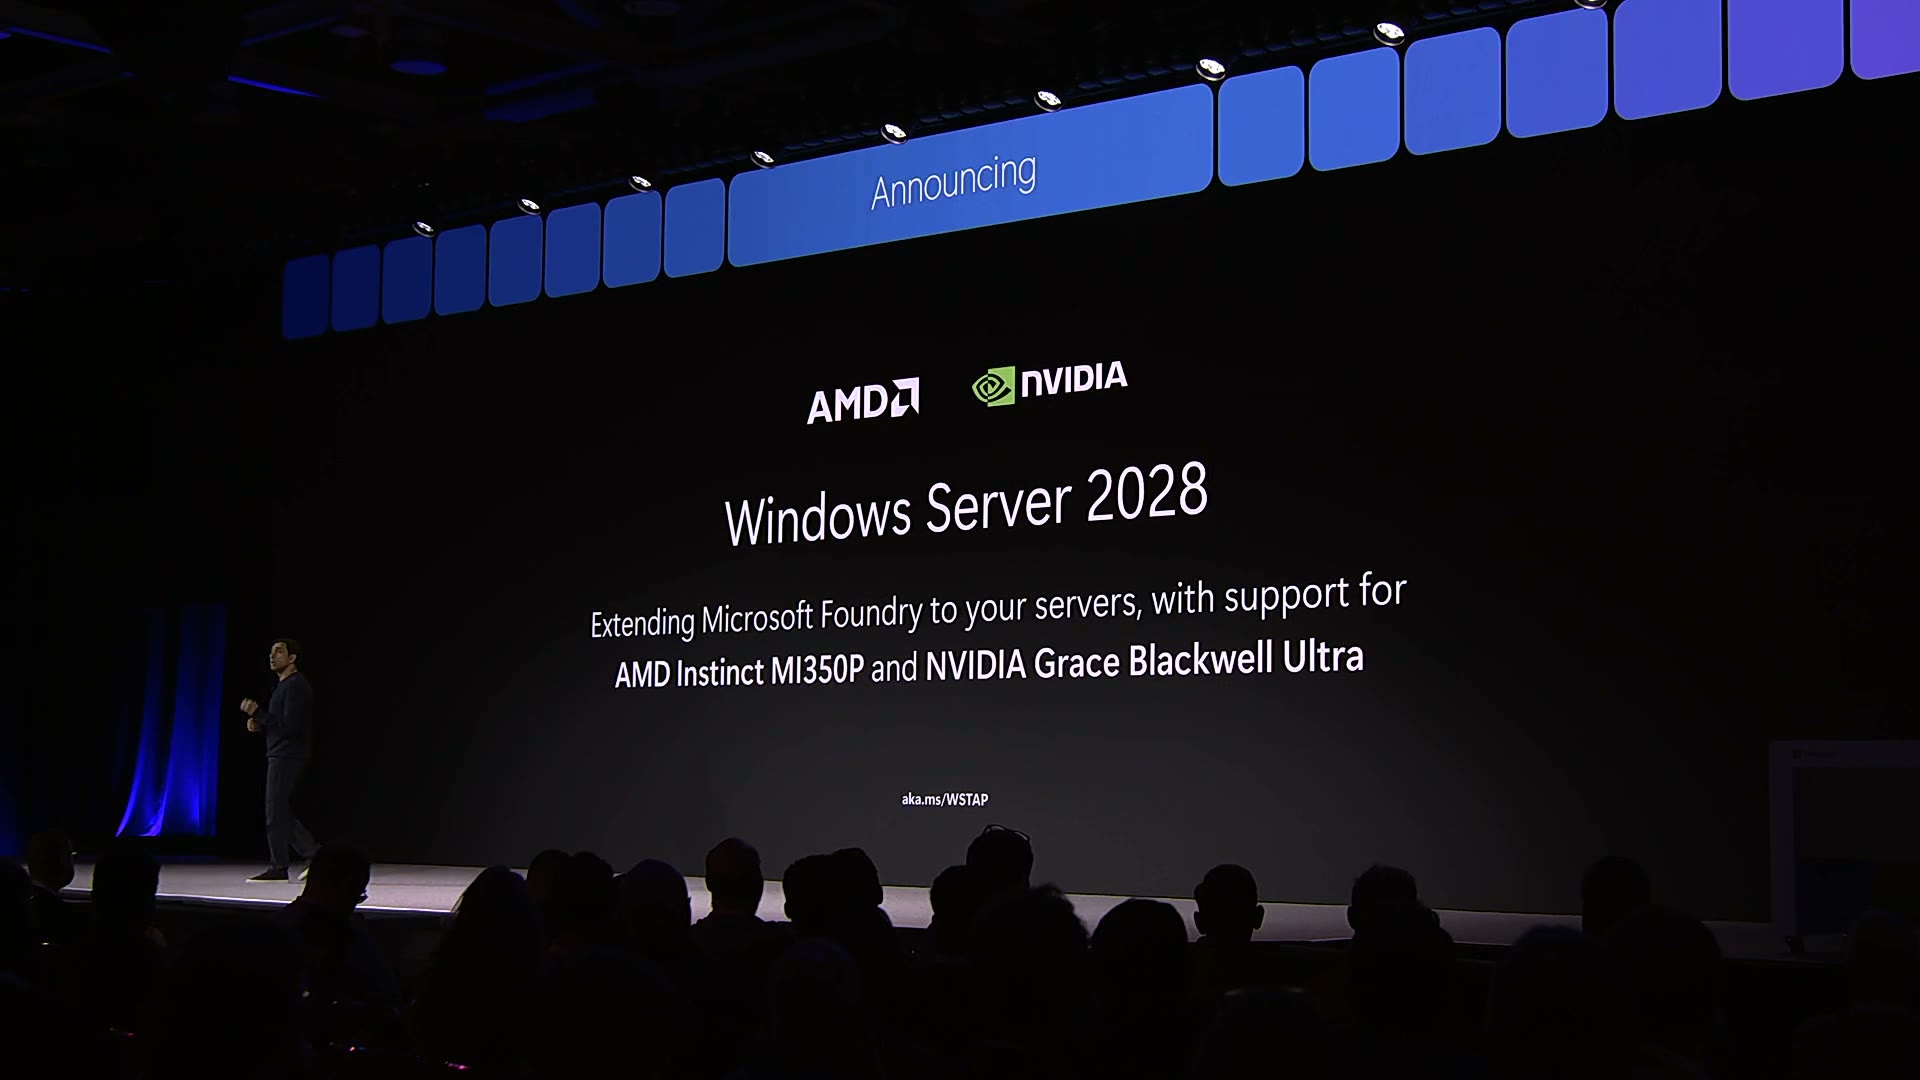 Announcing
AMD NVIDIA
Windows Server 2028
Extending Microsoft Foundry to your servers, with support for
AMD Instinct MI350P and NVIDIA Grace Blackwell Ultra
aka.ms/WSTAP